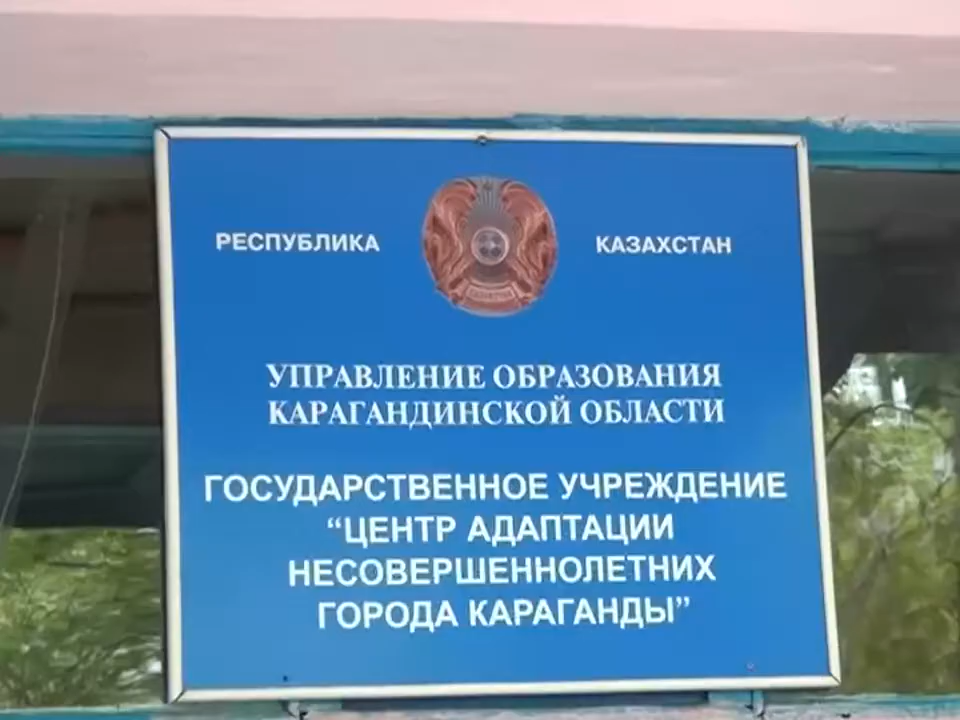 РЕСПУБЛИКА КАЗАХСТАН
УПРАВЛЕНИЕ ОБРАЗОВАНИЯ
КАРАГАНДИНСКОЙ ОБЛАСТИ
ГОСУДАРСТВЕННОЕ УЧРЕЖДЕНИЕ
“ЦЕНТР АДАПТАЦИИ
НЕСОВЕРШЕННОЛЕТНИХ
ГОРОДА КАРАГАНДЫ”